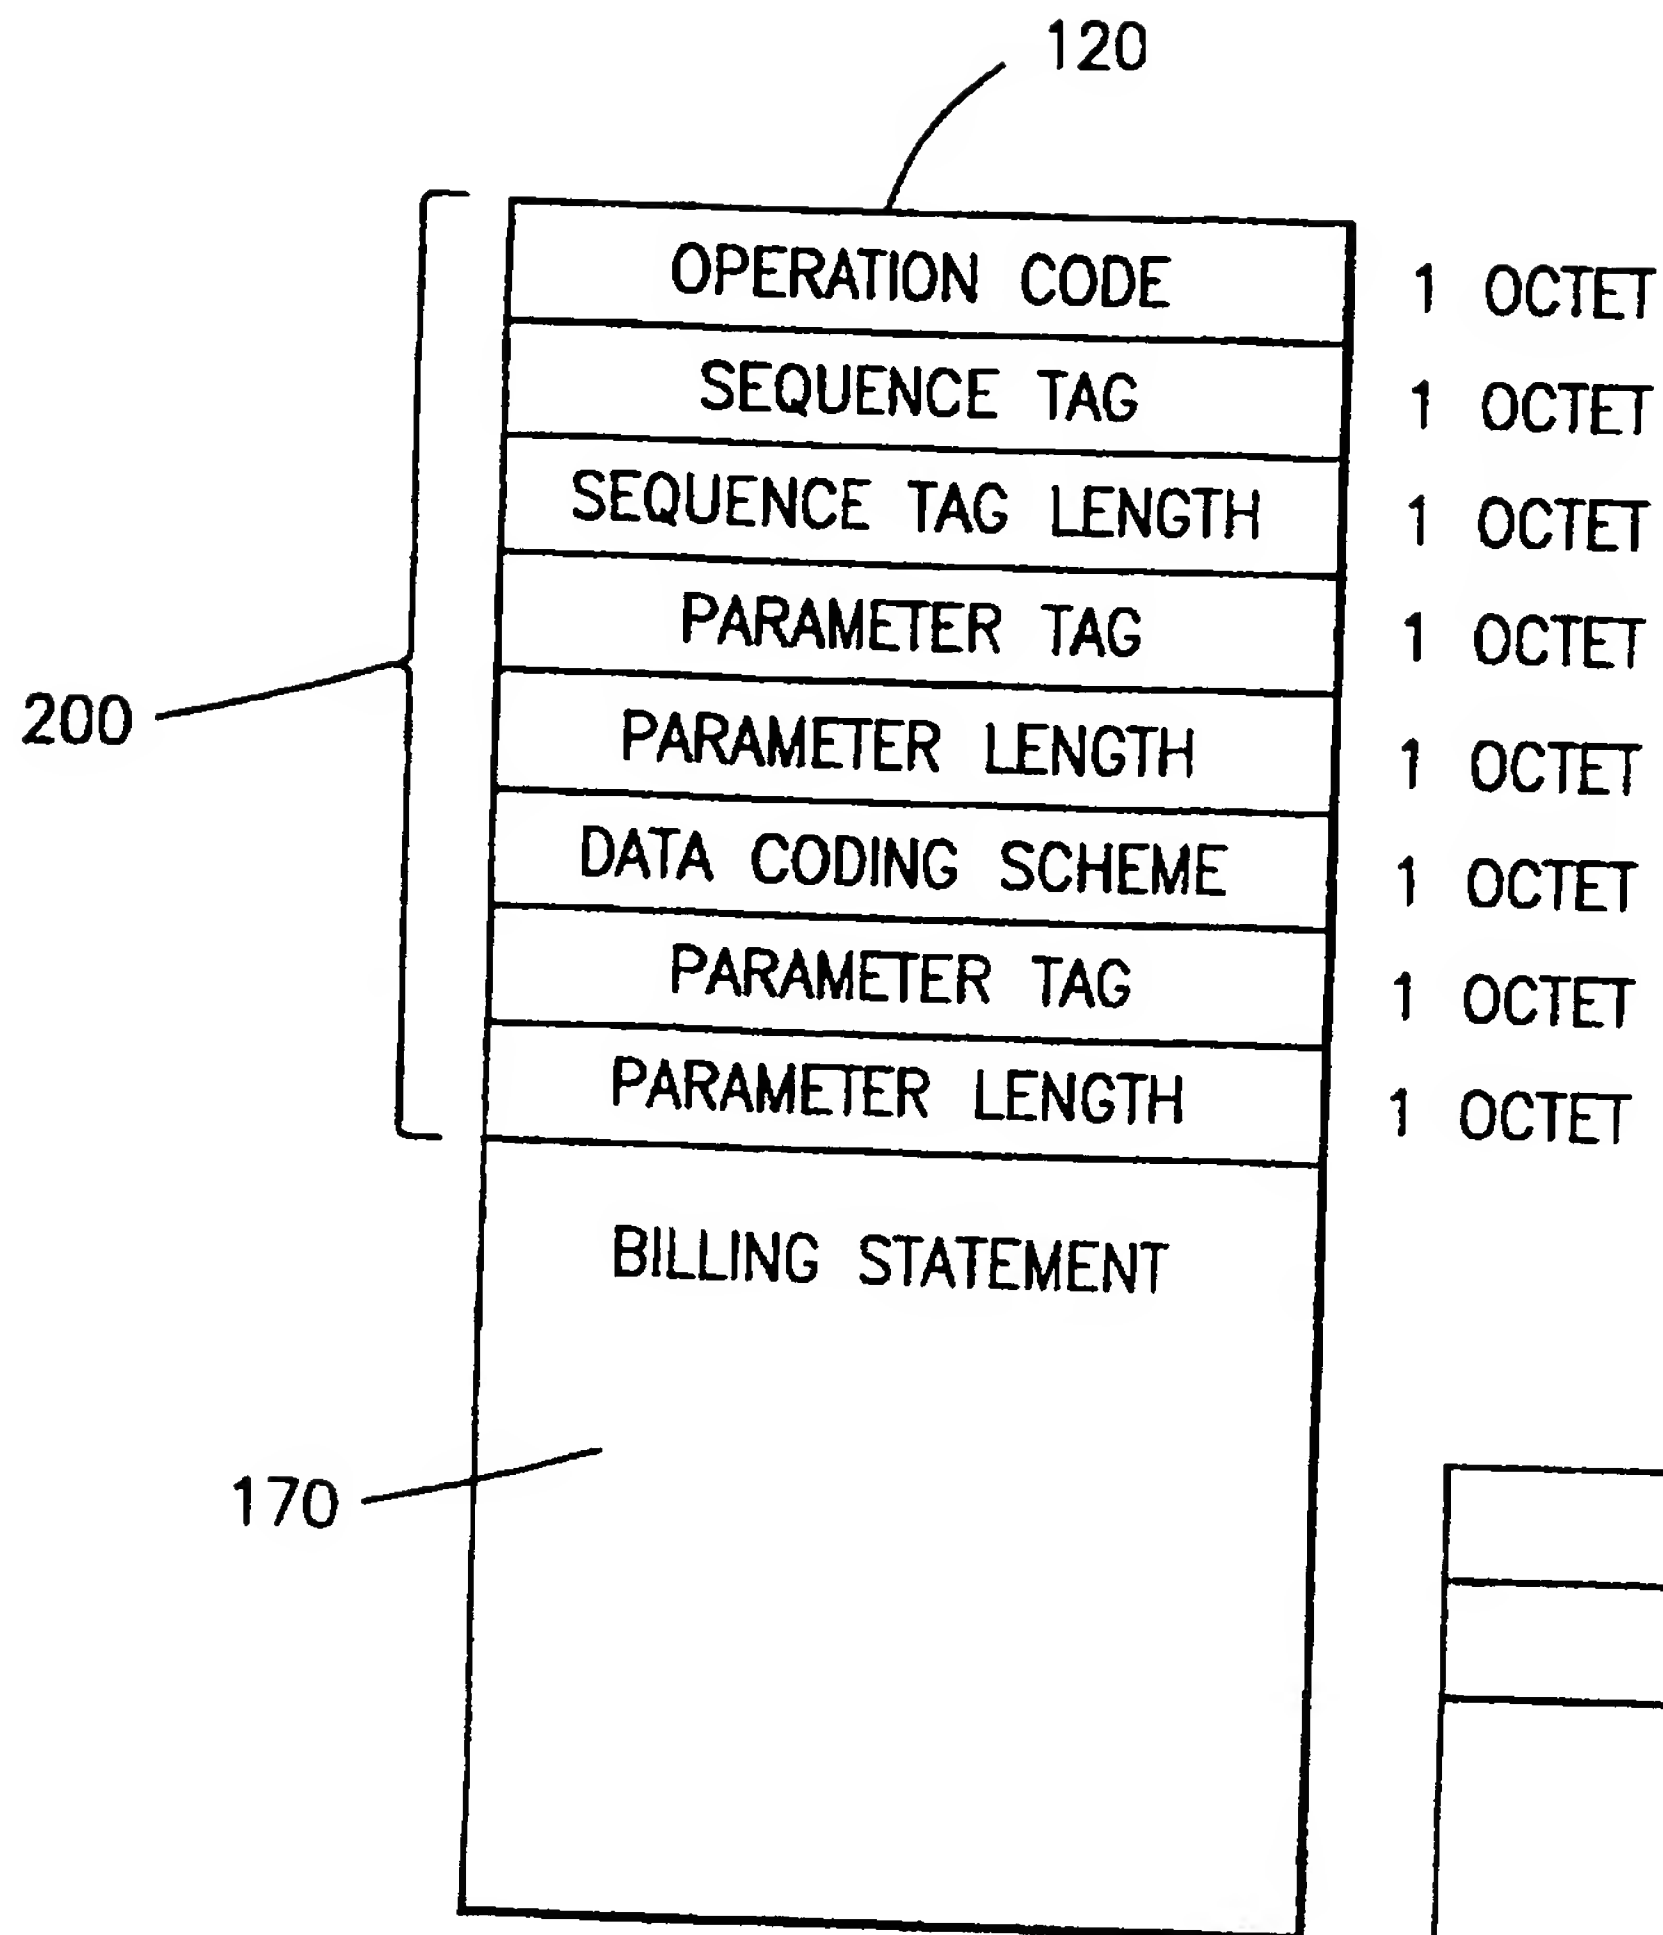 120
OPERATION CODE 1 OCTET
SEQUENCE TAG 1 OCTET
SEQUENCE TAG LENGTH 1 OCTET
PARAMETER TAG 1 OCTET
200
PARAMETER LENGTH 1 OCTET
DATA CODING SCHEME 1 OCTET
PARAMETER TAG 1 OCTET
PARAMETER LENGTH 1 OCTET
BILLING STATEMENT
170